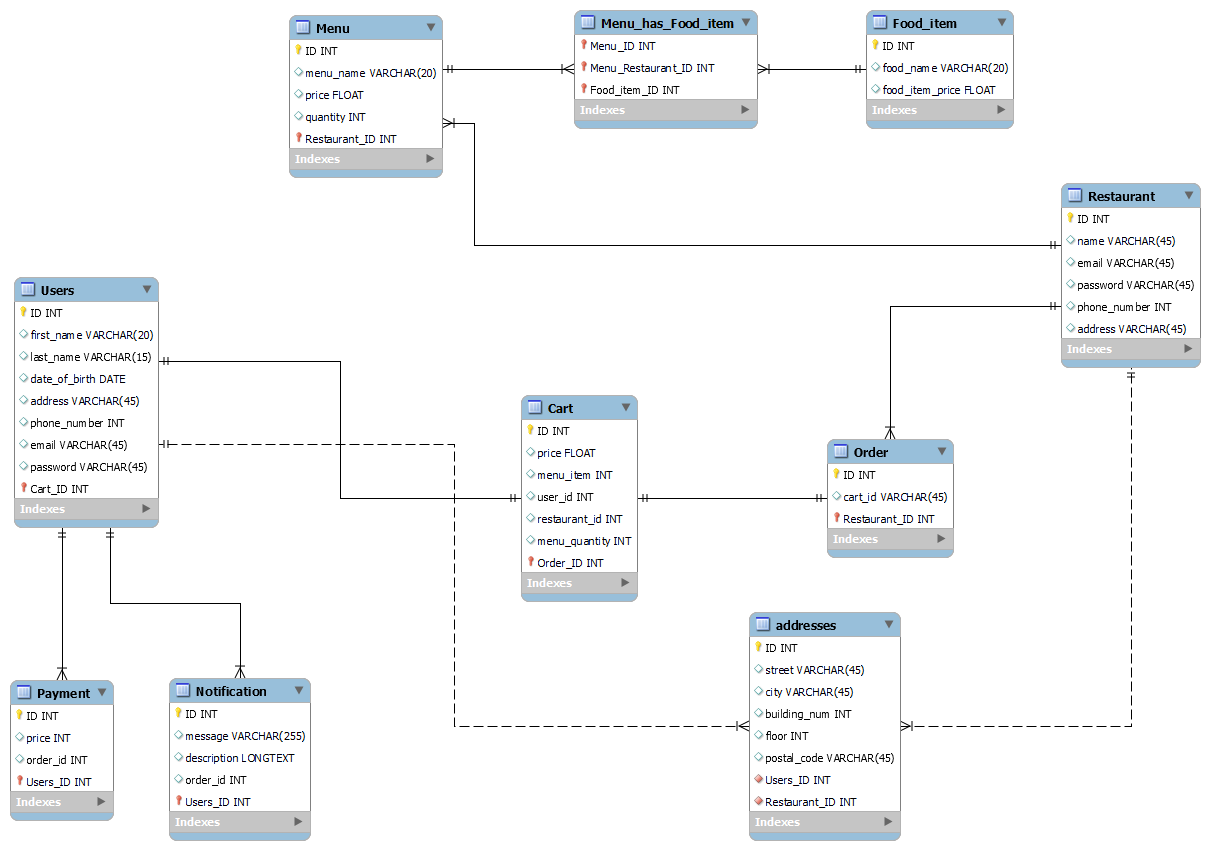 Menu
ID INT
menu_name VARCHAR(20)
price FLOAT
quantity INT
Restaurant_ID INT
Indexes
Menu_has_Food_item
Menu_ID INT
Menu_Restaurant_ID INT
Food_item_ID INT
Indexes
Food_item
ID INT
food_name VARCHAR(20)
food_item_price FLOAT
Indexes
Restaurant
ID INT
name VARCHAR(45)
email VARCHAR(45)
password VARCHAR(45)
phone_number INT
address VARCHAR(45)
Indexes
Users
ID INT
first_name VARCHAR(20)
last_name VARCHAR(15)
date_of_birth DATE
address VARCHAR(45)
phone_number INT
email VARCHAR(45)
password VARCHAR(45)
Cart_ID INT
Indexes
Cart
ID INT
price FLOAT
menu_item INT
user_id INT
restaurant_id INT
menu_quantity INT
Order_ID INT
Indexes
Order
ID INT
cart_id VARCHAR(45)
Restaurant_ID INT
Indexes
addresses
ID INT
street VARCHAR(45)
city VARCHAR(45)
building_num INT
floor INT
postal_code VARCHAR(45)
Users_ID INT
Restaurant_ID INT
Indexes
Payment
ID INT
price INT
order_id INT
Users_ID INT
Indexes
Notification
ID INT
message VARCHAR(255)
description LONGTEXT
order_id INT
Users_ID INT
Indexes